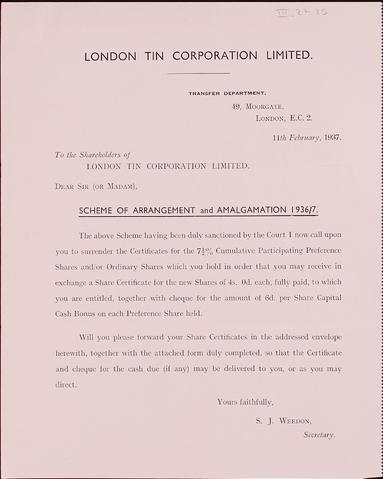 III. 27. 25
LONDON TIN CORPORATION LIMITED.
TRANSFER DEPARTMENT.
49, MOORGATE,
LONDON, E.C. 2.
11th February, 1937.
To the Shareholders of
LONDON TIN CORPORATION LIMITED.
DEAR SIR (OR MADAM),
SCHEME OF ARRANGEMENT and AMALGAMATION 1936/7.
The above Scheme having been duly sanctioned by the Court I now call upon
you to surrender the Certificates for the 7½% Cumulative Participating Preference
Shares and/or Ordinary Shares which you hold in order that you may receive in
exchange a Share Certificate for the new Shares of 4s. 0d. each, fully paid, to which
you are entitled, together with cheque for the amount of 6d. per Share Capital
Cash Bonus on each Preference Share held.
Will you please forward your Share Certificates in the addressed envelope
herewith, together with the attached form duly completed, so that the Certificate
and cheque for the cash due (if any) may be delivered to you, or as you may
direct.
Yours faithfully,
S. J. WEEDON,
Secretary.